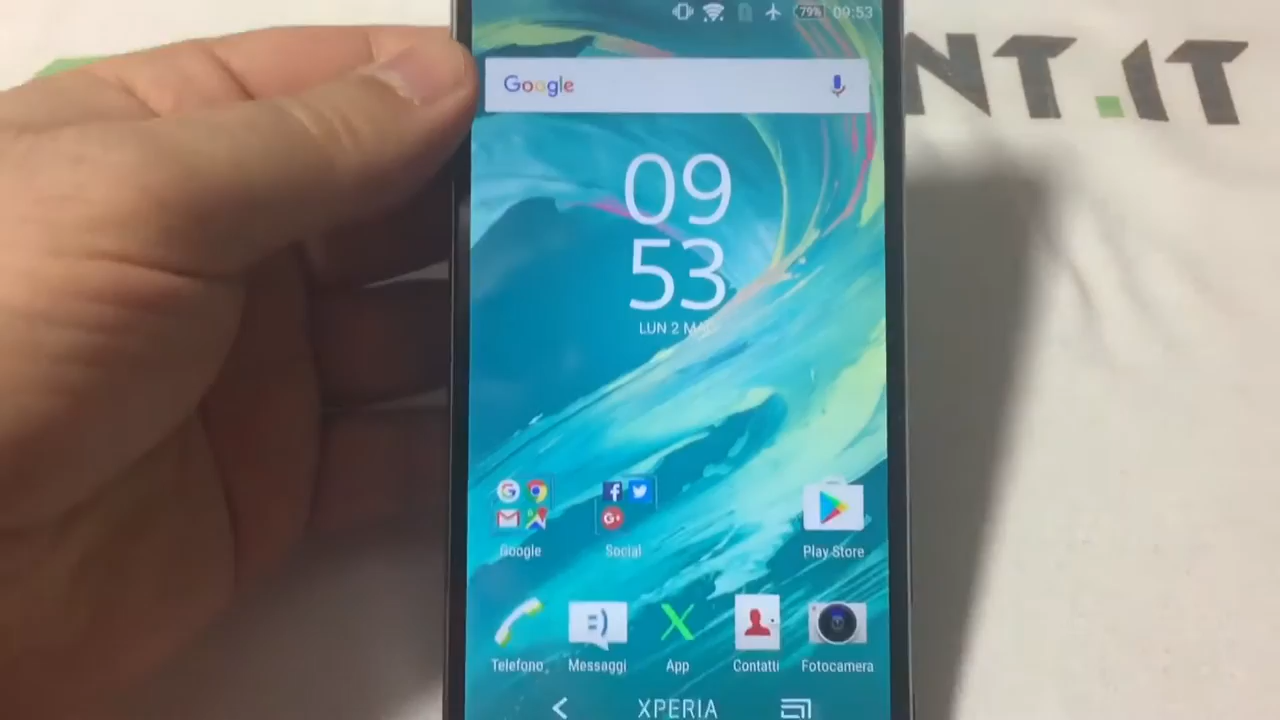 79% 09:53
NT.IT
Google
09
53
LUN 2 MAG
Google Social Play Store
Telefono Messaggi App Contatti Fotocamera
XPERIA